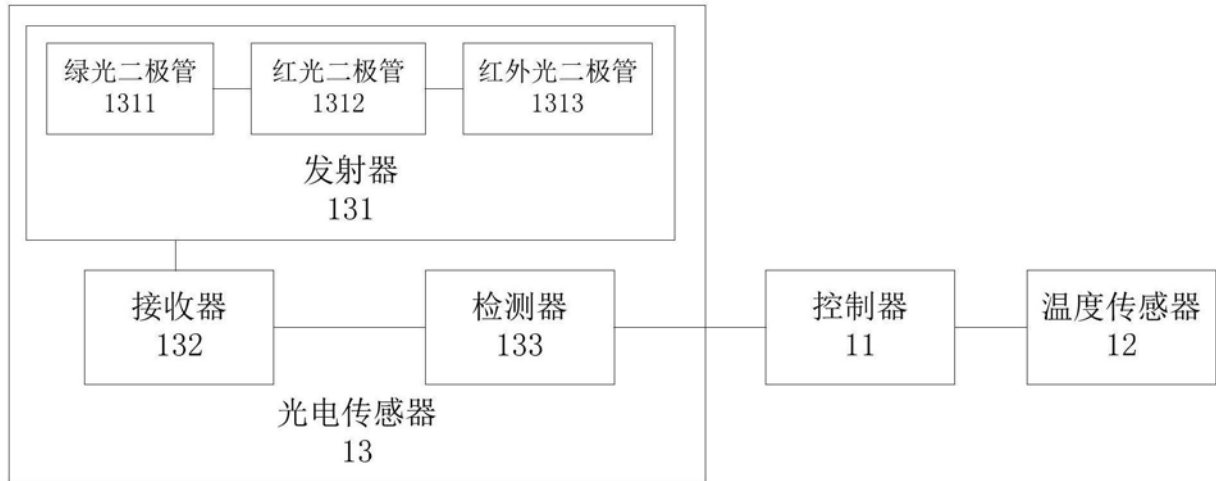 绿光二极管
1311
红光二极管
1312
红外光二极管
1313
发射器
131
接收器
132
检测器
133
控制器
11
温度传感器
12
光电传感器
13